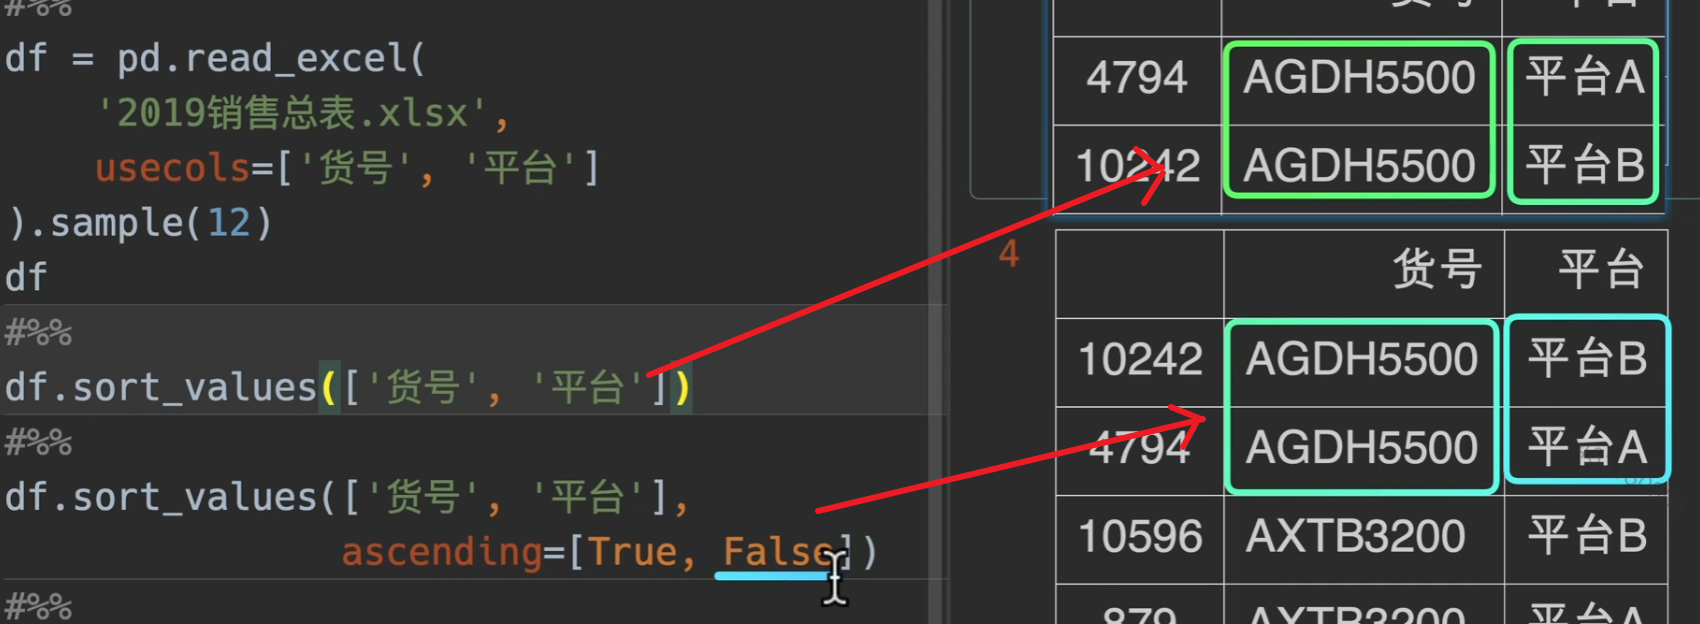 #%%
df = pd.read_excel(
'2019销售总表.xlsx',
usecols=['货号', '平台']
).sample(12)
df
#%%
df.sort_values(['货号', '平台'])
#%%
df.sort_values(['货号', '平台'],
ascending=[True, False])
#%%
货号 平台
4794 AGDH5500 平台A
10242 AGDH5500 平台B
4
货号 平台
10242 AGDH5500 平台B
4794 AGDH5500 平台A
10596 AXTB3200 平台B
879 AXTB3200 平台A